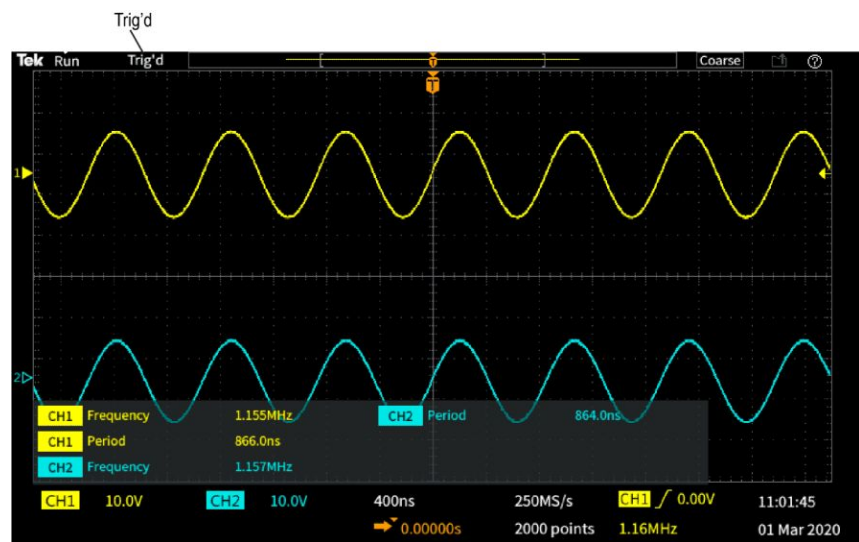 Trig'd
Tek Run Trig'd Coarse
T
T
1
2
CH1 Frequency 1.155MHz CH2 Period 864.0ns
CH1 Period 866.0ns
CH2 Frequency 1.157MHz
CH1 10.0V CH2 10.0V 400ns 250MS/s CH1 0.00V 11:01:45
0.00000s 2000 points 1.16MHz 01 Mar 2020